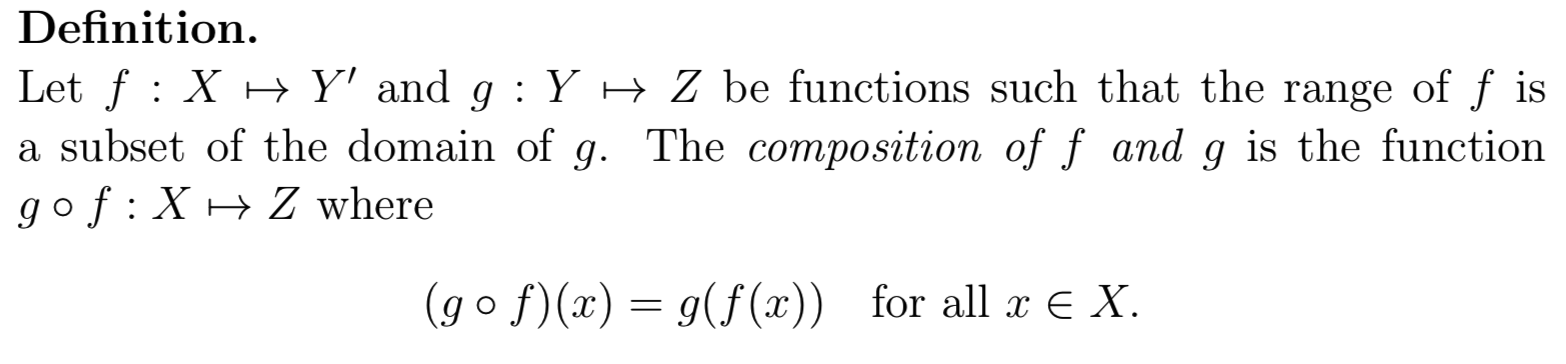 Definition.
Let f : X ↦ Y′ and g : Y ↦ Z be functions such that the range of f is
a subset of the domain of g. The composition of f and g is the function
g ∘ f : X ↦ Z where
(g ∘ f)(x) = g(f(x)) for all x ∈ X.